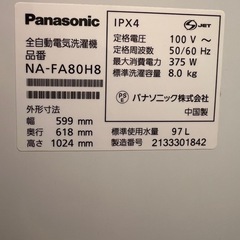 Panasonic
全自動電気洗濯機
品番
NA-FA80H8
外形寸法
幅 599 mm
奥行 618 mm
高さ 1024 mm
IPX4
JET
定格電圧 100 V ~
定格周波数 50/60 Hz
最大消費電力 375 W
標準容量 8.0 kg
PS
E
パナソニック株式会社
中国製
標準使用水量 97 L
製造番号 2133301842